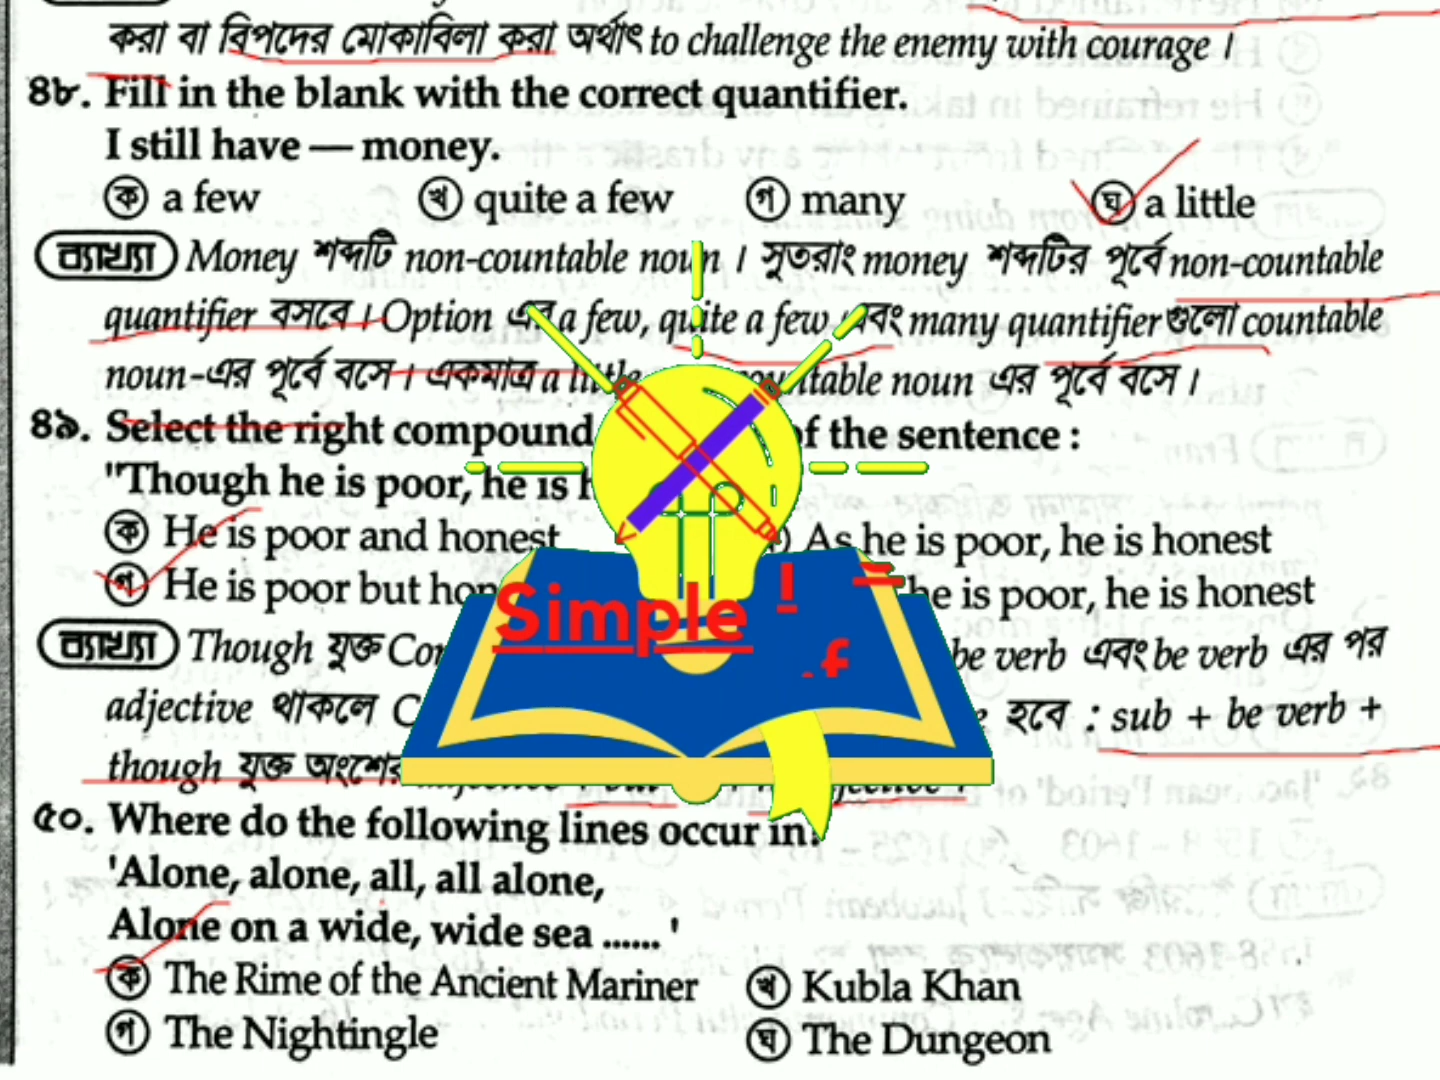 করা বা বিপদের মোকাবিলা করা অর্থাৎ to challenge the enemy with courage ।
৪৮. Fill in the blank with the correct quantifier.
I still have — money.
ক a few খ quite a few গ many ঘ a little
ব্যাখ্যা Money শব্দটি non-countable noun । সুতরাং money শব্দটির পূর্বে non-countable
quantifier বসবে । Option এর a few, quite a few এবং many quantifier গুলো countable
noun-এর পূর্বে বসে । একমাত্র a little noun এর পূর্বে বসে ।
৪৯. Select the right compound of the sentence :
"Though he is poor, he is
ক He is poor and honest As he is poor, he is honest
গ He is poor but he is poor, he is honest
ব্যাখ্যা Though যুক্ত be verb এবং be verb এর পর
adjective থাকলে হবে : sub + be verb +
though যুক্ত অংশের
Simple
৫০. Where do the following lines occur in?
'Alone, alone, all, all alone,
Alone on a wide, wide sea ...... '
ক The Rime of the Ancient Mariner খ Kubla Khan
গ The Nightingle ঘ The Dungeon